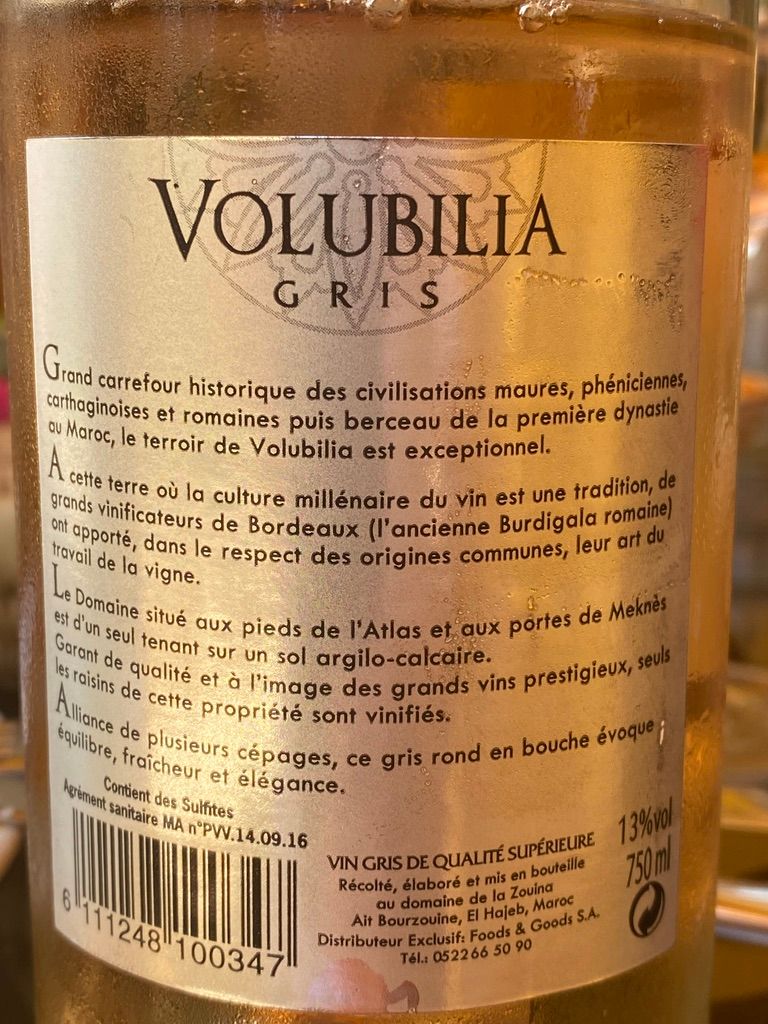 VOLUBILIA
GRIS
Grand carrefour historique des civilisations maures, phéniciennes,
carthaginoises et romaines puis berceau de la première dynastie
au Maroc, le terroir de Volubilia est exceptionnel.
A cette terre où la culture millénaire du vin est une tradition, de
grands vinificateurs de Bordeaux (l'ancienne Burdigala romaine)
ont apporté, dans le respect des origines communes, leur art du
travail de la vigne.
Le Domaine situé aux pieds de l'Atlas et aux portes de Meknès
est d'un seul tenant sur un sol argilo-calcaire.
Garant de qualité et à l'image des grands vins prestigieux, seuls
les raisins de cette propriété sont vinifiés.
Alliance de plusieurs cépages, ce gris rond en bouche évoque
équilibre, fraîcheur et élégance.
Contient des Sulfites
Agrément sanitaire MA n°PVV.14.09.16
6 111248 100347
VIN GRIS DE QUALITÉ SUPÉRIEURE
Récolté, élaboré et mis en bouteille
au domaine de la Zouina
Ait Bourzouine, El Hajeb, Maroc
Distributeur Exclusif: Foods & Goods S.A.
Tél.: 0522 66 50 90
13%vol
750 ml